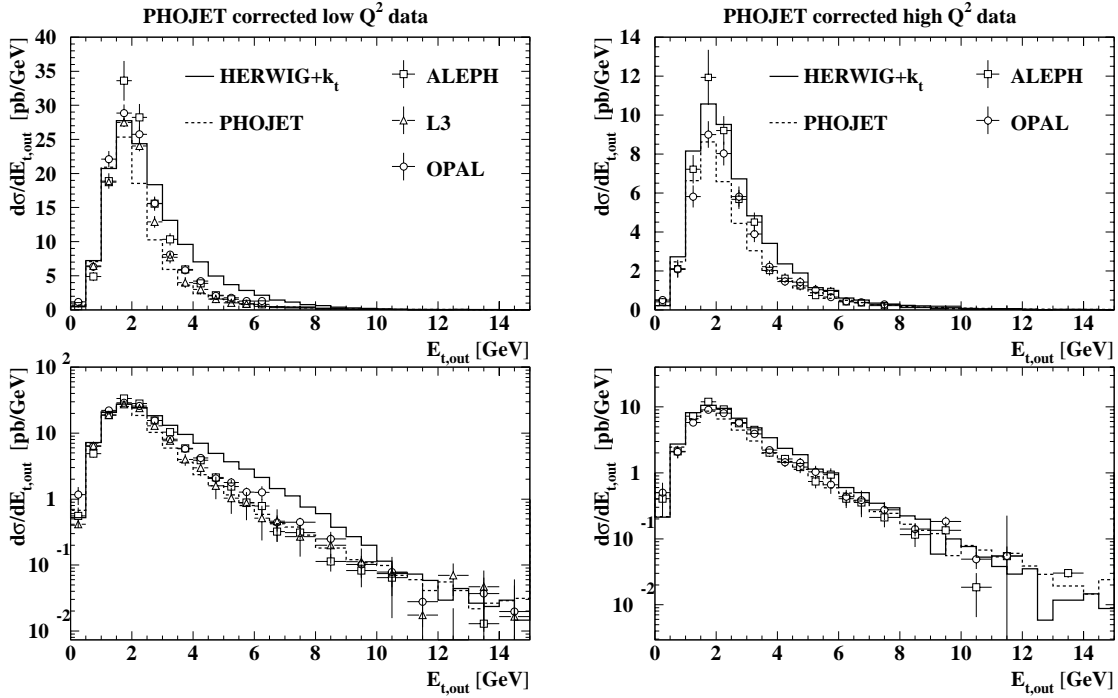 PHOJET corrected low Q² data
40
35
30
25
20
15
10
5
0
dσ/dE_t,out [pb/GeV]
HERWIG+k_t
PHOJET
ALEPH
L3
OPAL
0 2 4 6 8 10 12 14
E_t,out [GeV]
PHOJET corrected high Q² data
14
12
10
8
6
4
2
0
dσ/dE_t,out [pb/GeV]
HERWIG+k_t
PHOJET
ALEPH
OPAL
0 2 4 6 8 10 12 14
E_t,out [GeV]
10²
10
1
10⁻¹
10⁻²
dσ/dE_t,out [pb/GeV]
0 2 4 6 8 10 12 14
E_t,out [GeV]
10
1
10⁻¹
10⁻²
dσ/dE_t,out [pb/GeV]
0 2 4 6 8 10 12 14
E_t,out [GeV]